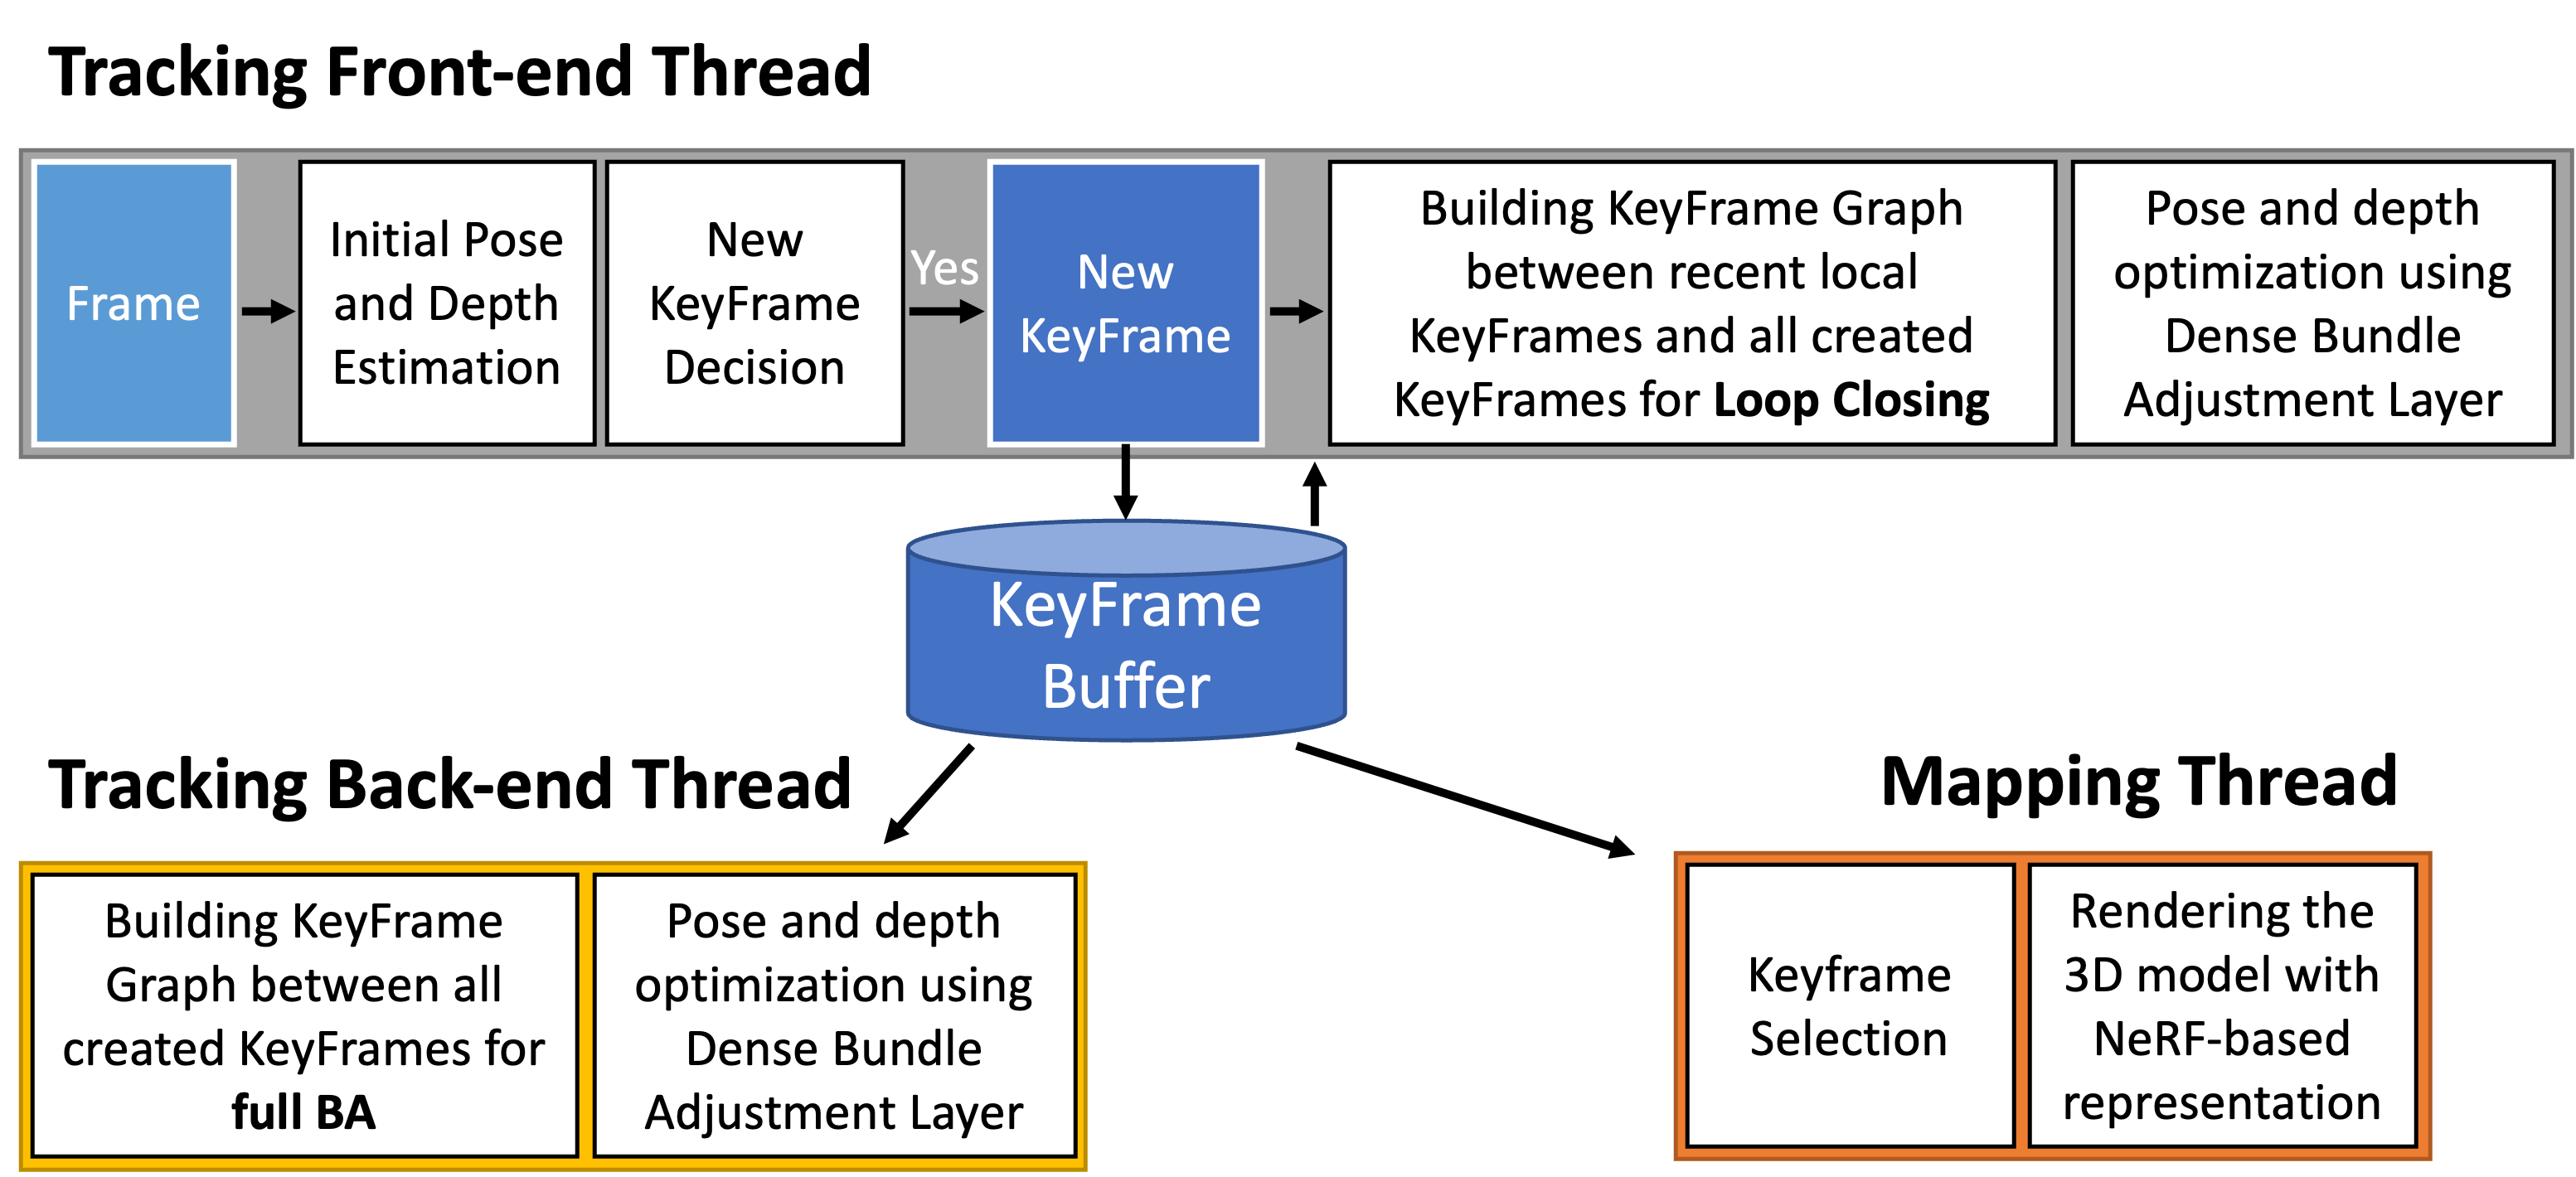 Tracking Front-end Thread
Frame
Initial Pose
and Depth
Estimation
New
KeyFrame
Decision
Yes
New
KeyFrame
Building KeyFrame Graph
between recent local
KeyFrames and all created
KeyFrames for Loop Closing
Pose and depth
optimization using
Dense Bundle
Adjustment Layer
KeyFrame
Buffer
Tracking Back-end Thread
Building KeyFrame
Graph between all
created KeyFrames for
full BA
Pose and depth
optimization using
Dense Bundle
Adjustment Layer
Mapping Thread
Keyframe
Selection
Rendering the
3D model with
NeRF-based
representation